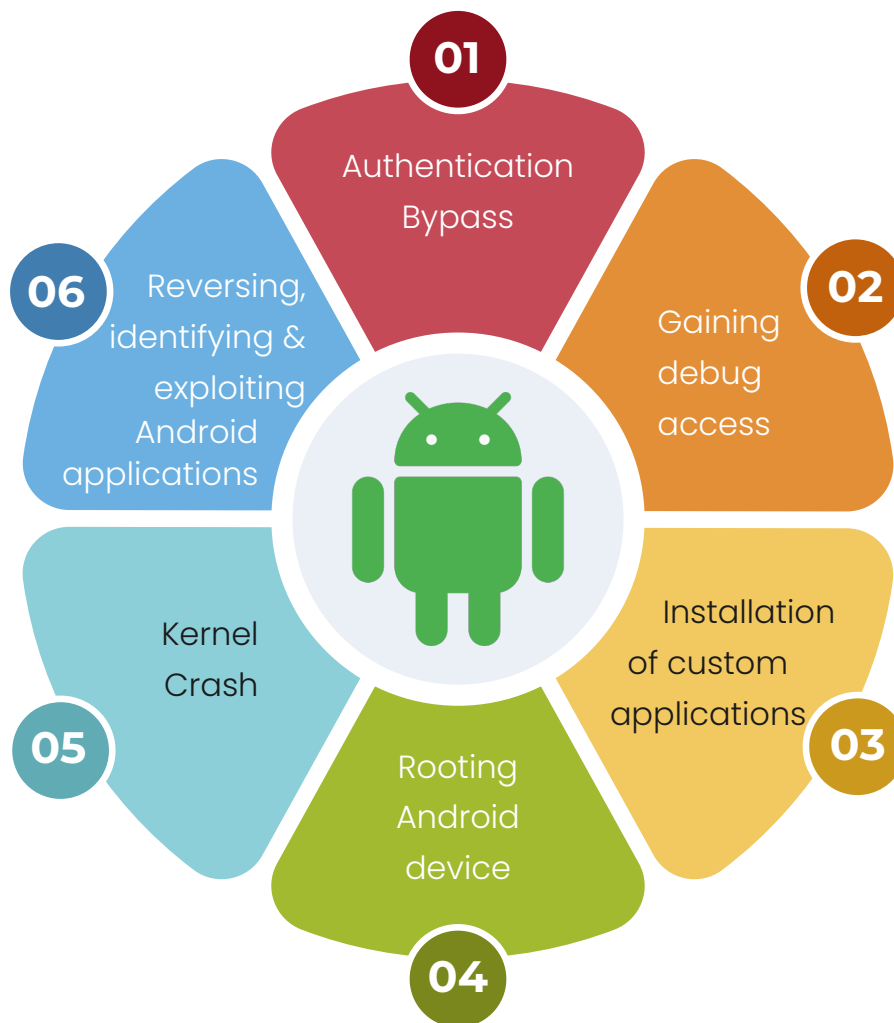 01
Authentication
Bypass
02
Gaining
debug
access
03
Installation
of custom
applications
04
Rooting
Android
device
05
Kernel
Crash
06
Reversing,
identifying &
exploiting
Android
applications